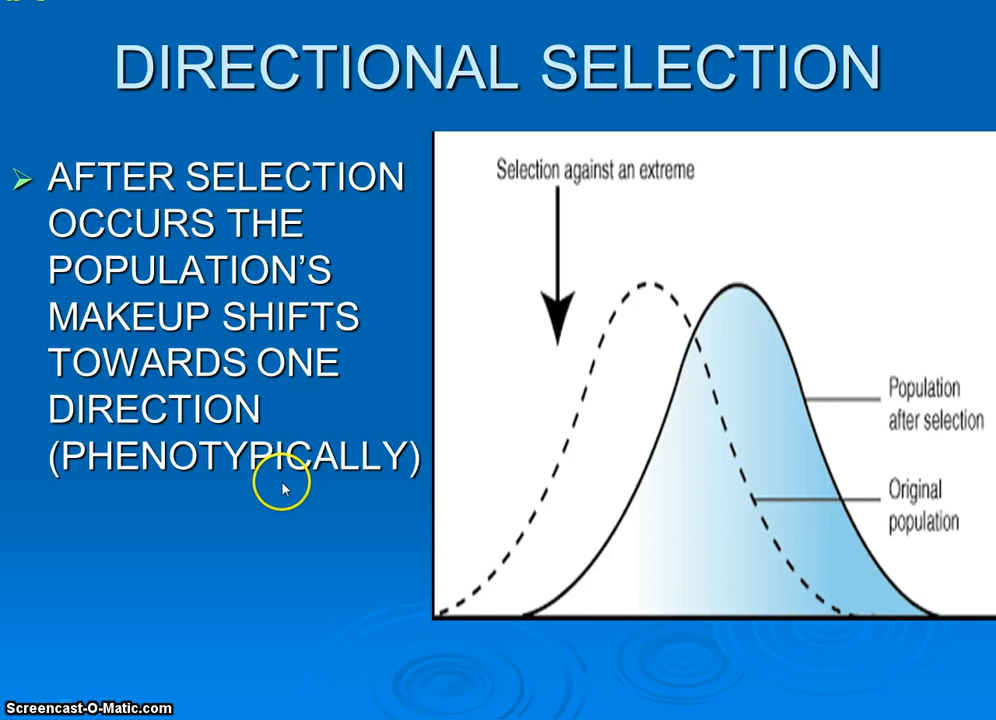 DIRECTIONAL SELECTION
AFTER SELECTION
OCCURS THE
POPULATION’S
MAKEUP SHIFTS
TOWARDS ONE
DIRECTION
(PHENOTYPICALLY)
Selection against an extreme
Population
after selection
Original
population
Screencast-O-Matic.com